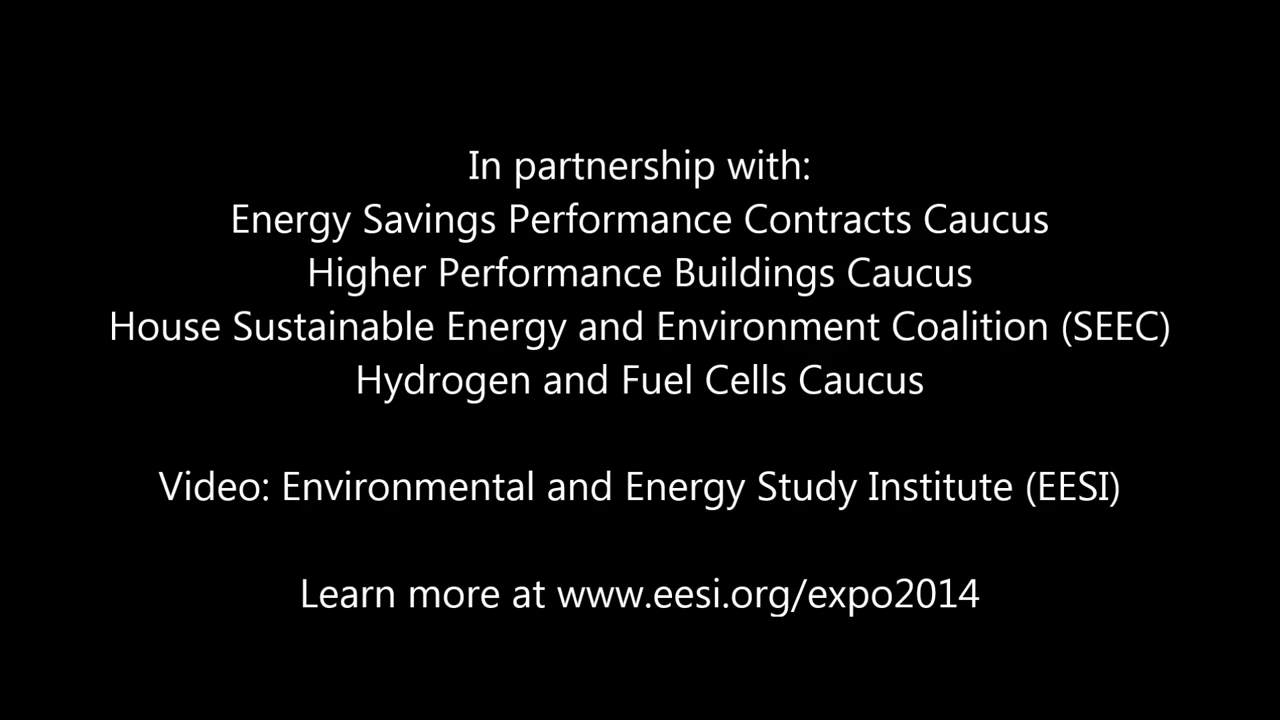 In partnership with:
Energy Savings Performance Contracts Caucus
Higher Performance Buildings Caucus
House Sustainable Energy and Environment Coalition (SEEC)
Hydrogen and Fuel Cells Caucus
Video: Environmental and Energy Study Institute (EESI)
Learn more at www.eesi.org/expo2014